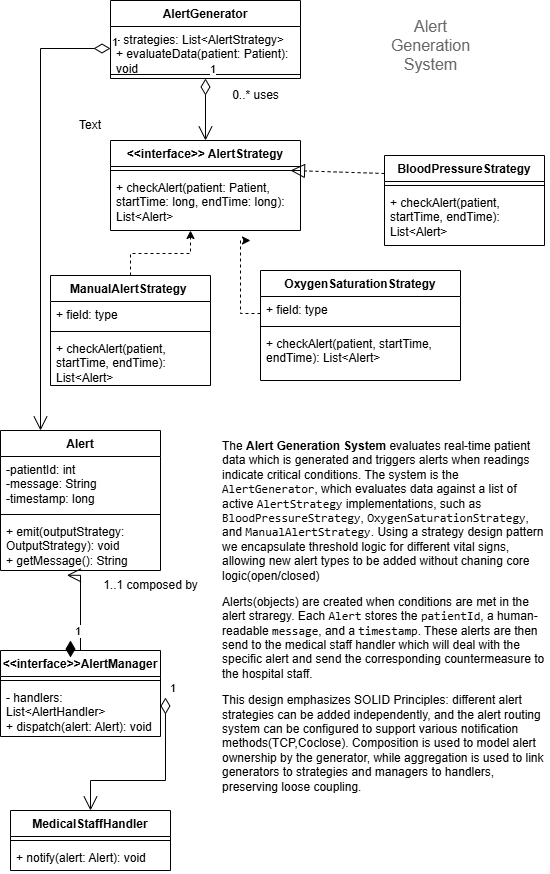 AlertGenerator
- strategies: List<AlertStrategy>
+ evaluateData(patient: Patient):
void
1
1
Alert
Generation
System
0..* uses
Text
<<interface>> AlertStrategy
+ checkAlert(patient: Patient,
startTime: long, endTime: long):
List<Alert>
BloodPressureStrategy
+ checkAlert(patient,
startTime, endTime):
List<Alert>
ManualAlertStrategy
+ field: type
+ checkAlert(patient,
startTime, endTime):
List<Alert>
OxygenSaturationStrategy
+ field: type
+ checkAlert(patient, startTime,
endTime): List<Alert>
Alert
-patientId: int
-message: String
-timestamp: long
+ emit(outputStrategy:
OutputStrategy): void
+ getMessage(): String
1..1 composed by
1
<<interface>>AlertManager
- handlers:
List<AlertHandler>
+ dispatch(alert: Alert): void
1
MedicalStaffHandler
+ notify(alert: Alert): void
The Alert Generation System evaluates real-time patient
data which is generated and triggers alerts when readings
indicate critical conditions. The system is the
AlertGenerator, which evaluates data against a list of
active AlertStrategy implementations, such as
BloodPressureStrategy, OxygenSaturationStrategy,
and ManualAlertStrategy. Using a strategy design pattern
we encapsulate threshold logic for different vital signs,
allowing new alert types to be added without chaning core
logic(open/closed)
Alerts(objects) are created when conditions are met in the
alert straregy. Each Alert stores the patientId, a human-
readable message, and a timestamp. These alerts are then
send to the medical staff handler which will deal with the
specific alert and send the corresponding countermeasure to
the hospital staff.
This design emphasizes SOLID Principles: different alert
strategies can be added independently, and the alert routing
system can be configured to support various notification
methods(TCP,Coclose). Composition is used to model alert
ownership by the generator, while aggregation is used to link
generators to strategies and managers to handlers,
preserving loose coupling.